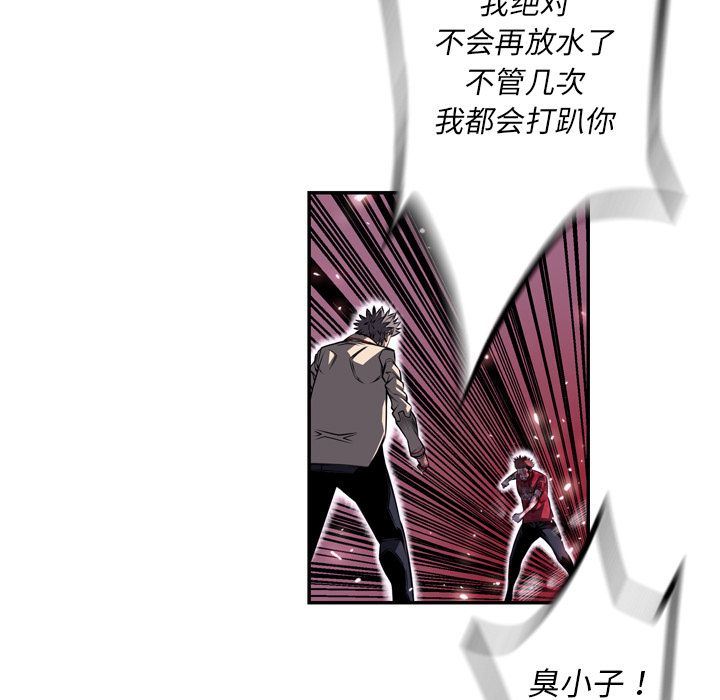 我绝对
不会再放水了
不管几次
我都会打趴你
臭小子！